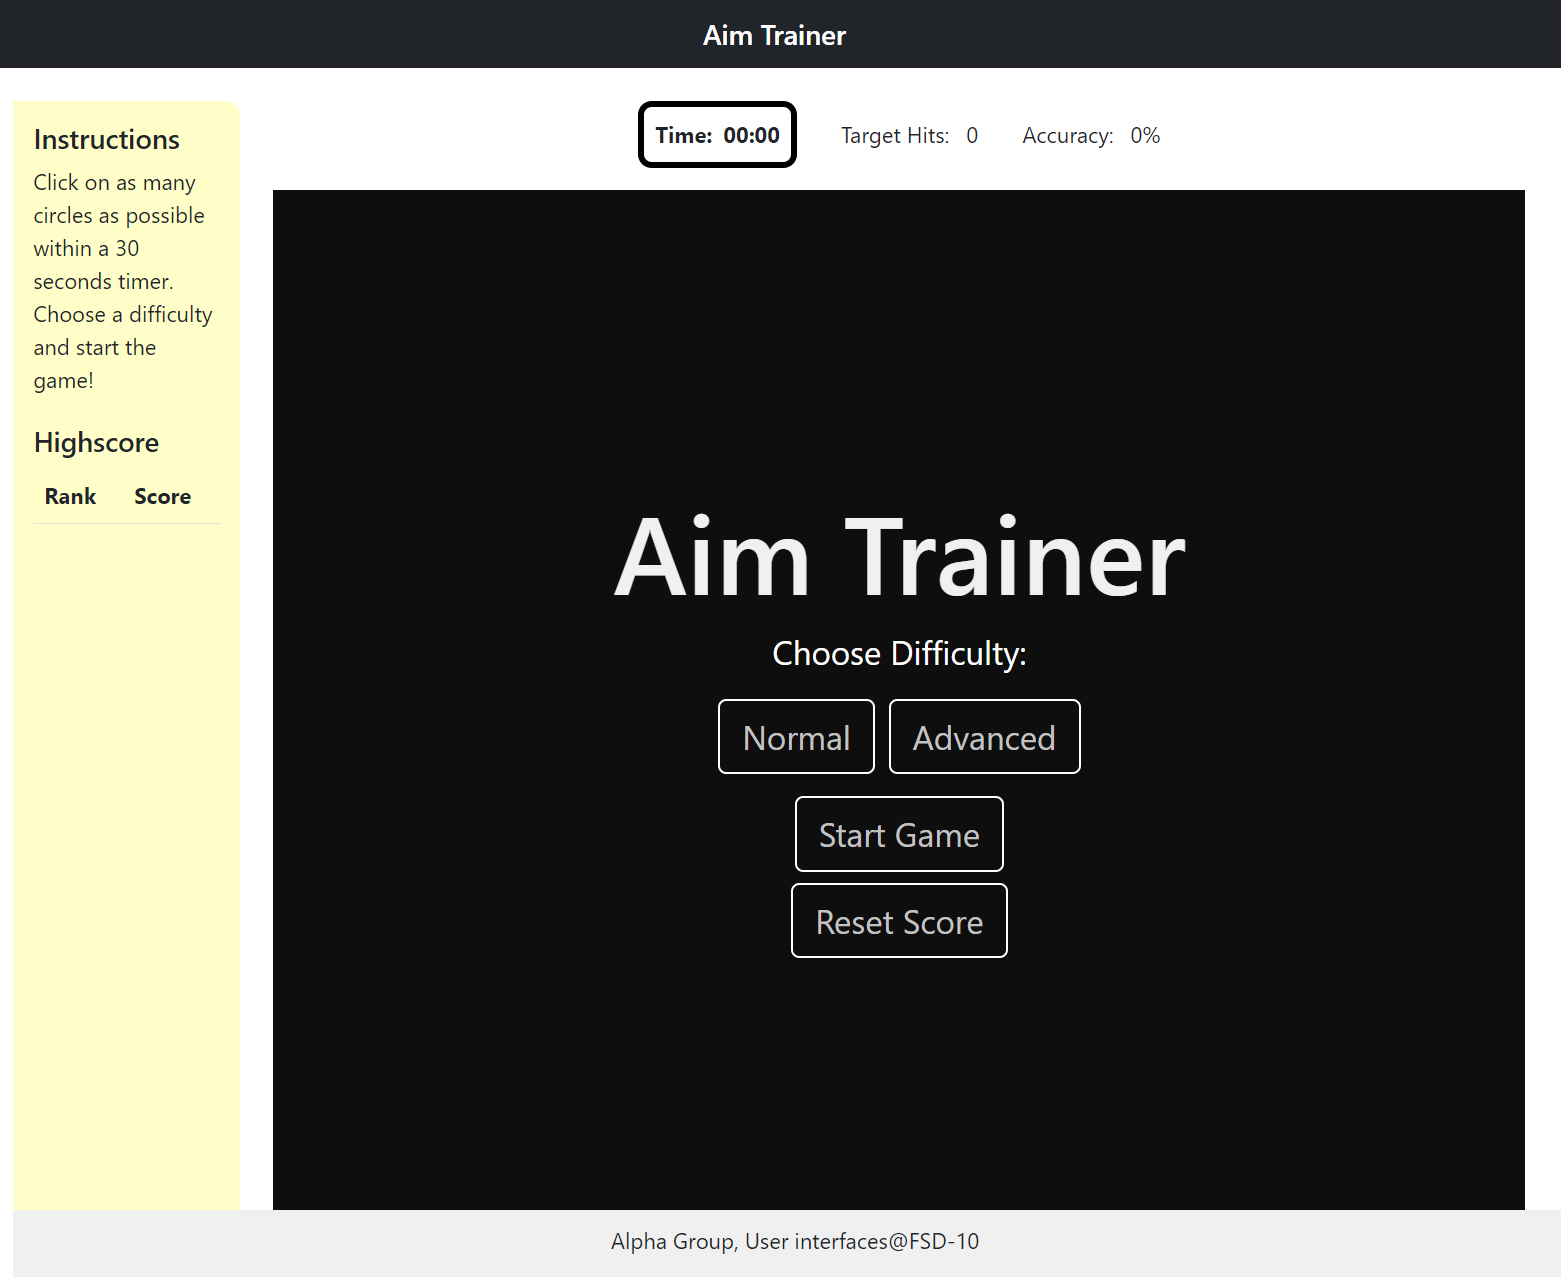 Aim Trainer
Instructions
Click on as many
circles as possible
within a 30
seconds timer.
Choose a difficulty
and start the
game!
Highscore
Rank Score
Time: 00:00 Target Hits: 0 Accuracy: 0%
Aim Trainer
Choose Difficulty:
Normal Advanced
Start Game
Reset Score
Alpha Group, User interfaces@FSD-10